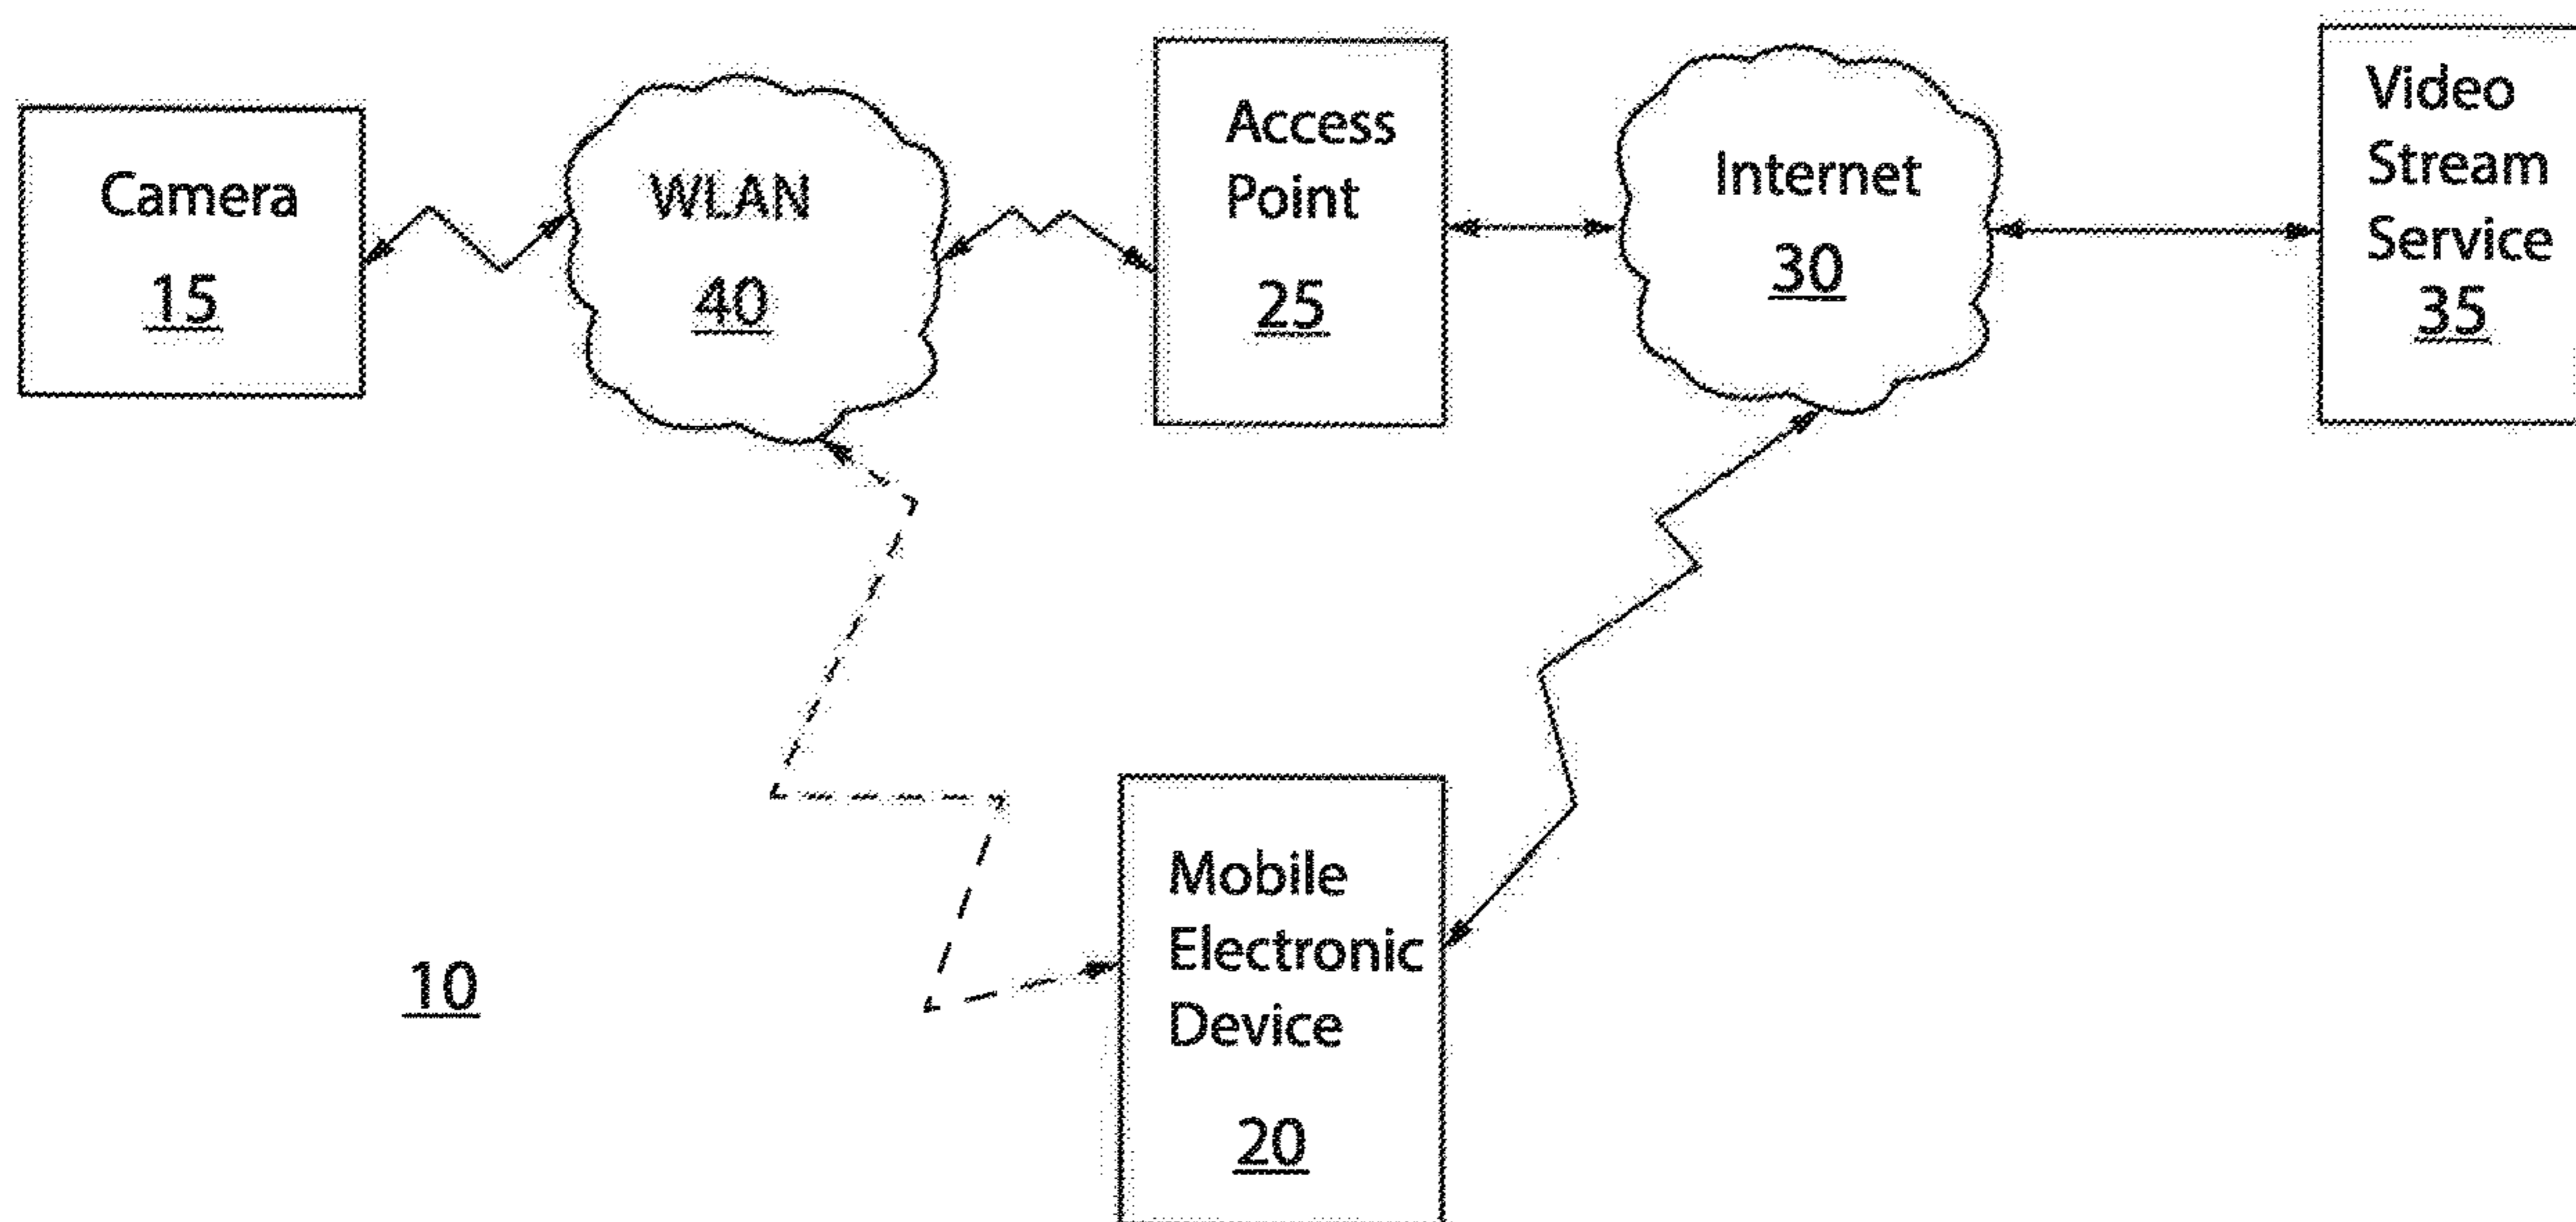 Camera
15
WLAN
40
Access
Point
25
Internet
30
Video
Stream
Service
35
10
Mobile
Electronic
Device
20